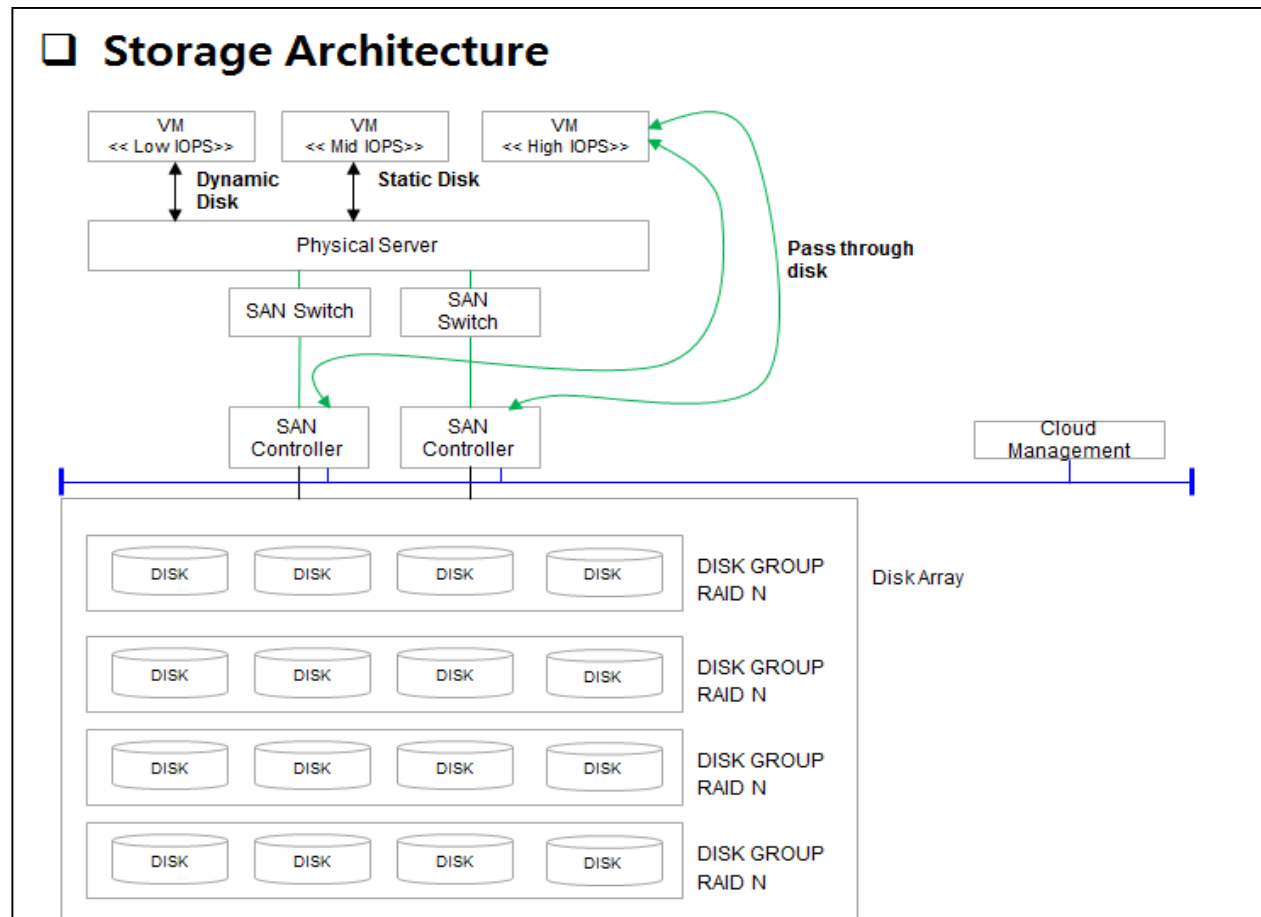 Storage Architecture
VM
<< Low IOPS>>
VM
<< Mid IOPS>>
VM
<< High IOPS>>
Dynamic
Disk
Static Disk
Physical Server
Pass through
disk
SAN Switch
SAN
Switch
SAN
Controller
SAN
Controller
Cloud
Management
DISK
DISK
DISK
DISK
DISK GROUP
RAID N
Disk Array
DISK
DISK
DISK
DISK
DISK GROUP
RAID N
DISK
DISK
DISK
DISK
DISK GROUP
RAID N
DISK
DISK
DISK
DISK
DISK GROUP
RAID N